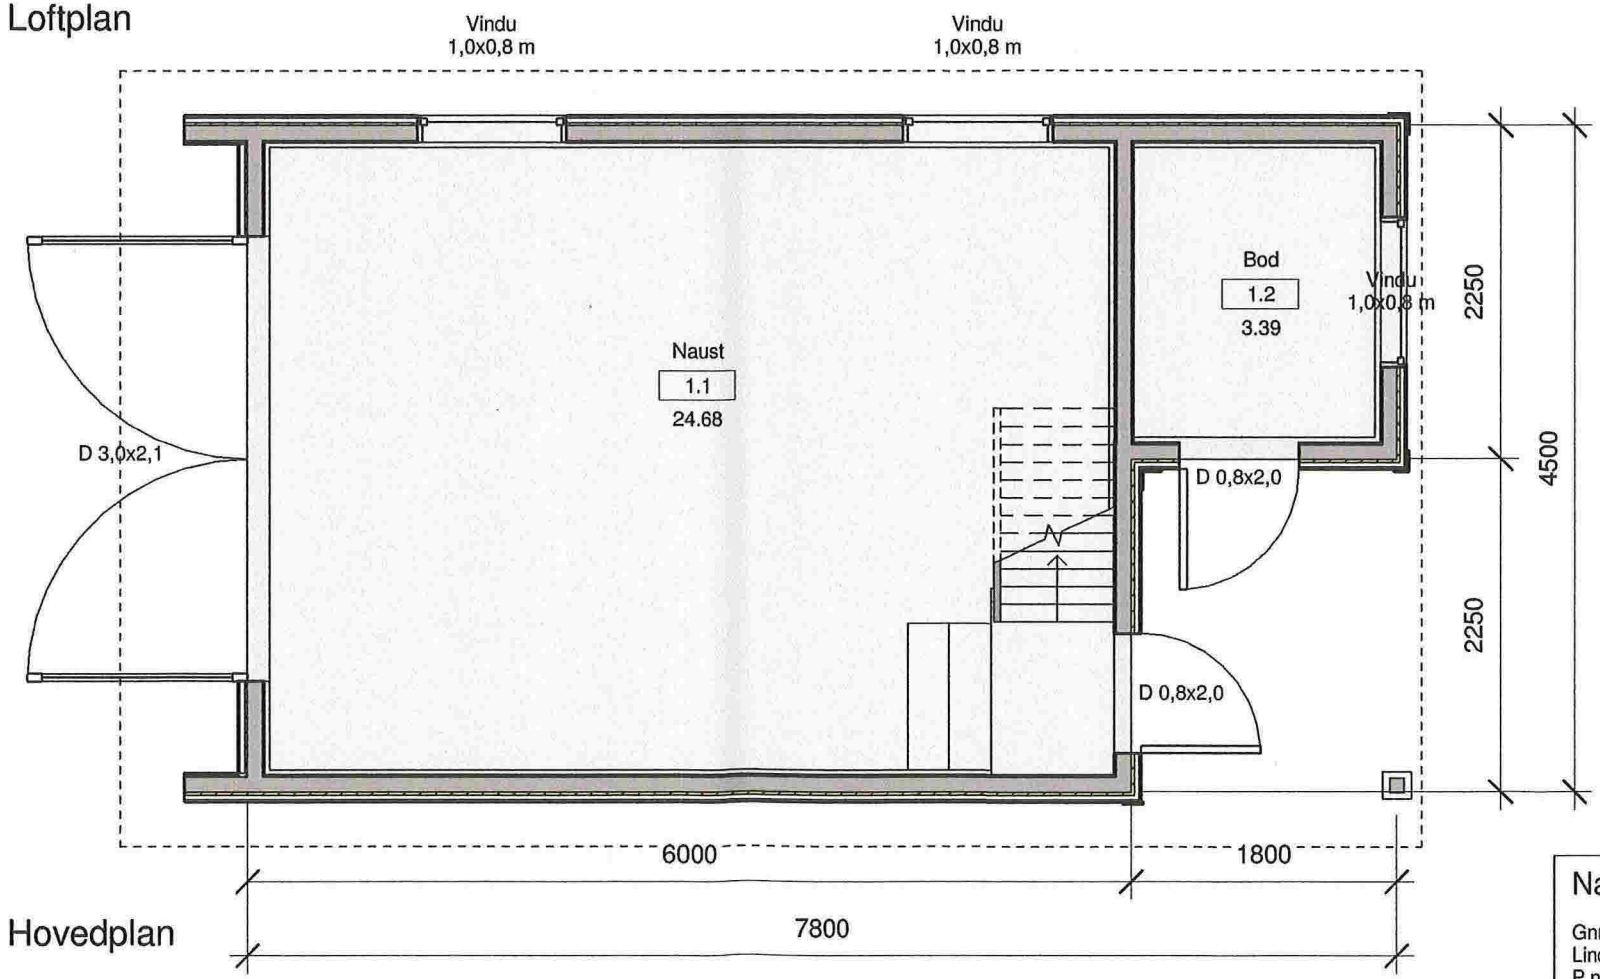 Loftplan
Vindu
1,0x0,8 m
Vindu
1,0x0,8 m
Bod
1.2
3.39
Vindu
1,0x0,8 m
2250
4500
Naust
1.1
24.68
D 3,0x2,1
D 0,8x2,0
2250
D 0,8x2,0
6000
1800
7800
Hovedplan